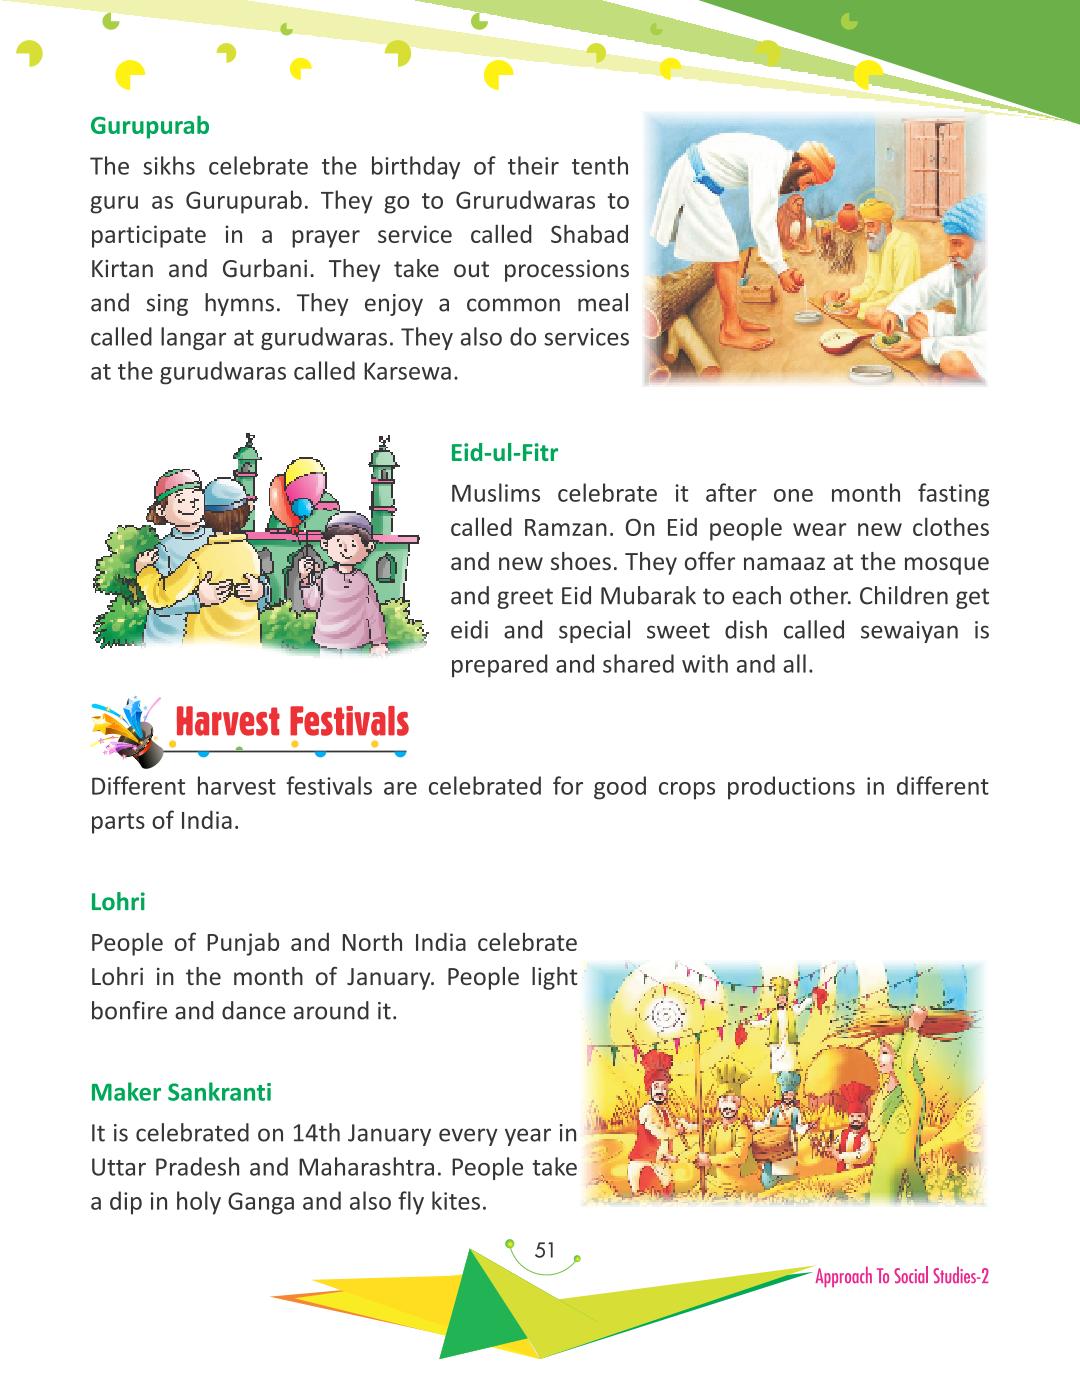 Gurupurab
The sikhs celebrate the birthday of their tenth
guru as Gurupurab. They go to Grurudwaras to
participate in a prayer service called Shabad
Kirtan and Gurbani. They take out processions
and sing hymns. They enjoy a common meal
called langar at gurudwaras. They also do services
at the gurudwaras called Karsewa.
Eid-ul-Fitr
Muslims celebrate it after one month fasting
called Ramzan. On Eid people wear new clothes
and new shoes. They offer namaaz at the mosque
and greet Eid Mubarak to each other. Children get
eidi and special sweet dish called sewaiyan is
prepared and shared with and all.
Harvest Festivals
Different harvest festivals are celebrated for good crops productions in different
parts of India.
Lohri
People of Punjab and North India celebrate
Lohri in the month of January. People light
bonfire and dance around it.
Maker Sankranti
It is celebrated on 14th January every year in
Uttar Pradesh and Maharashtra. People take
a dip in holy Ganga and also fly kites.
51
Approach To Social Studies-2